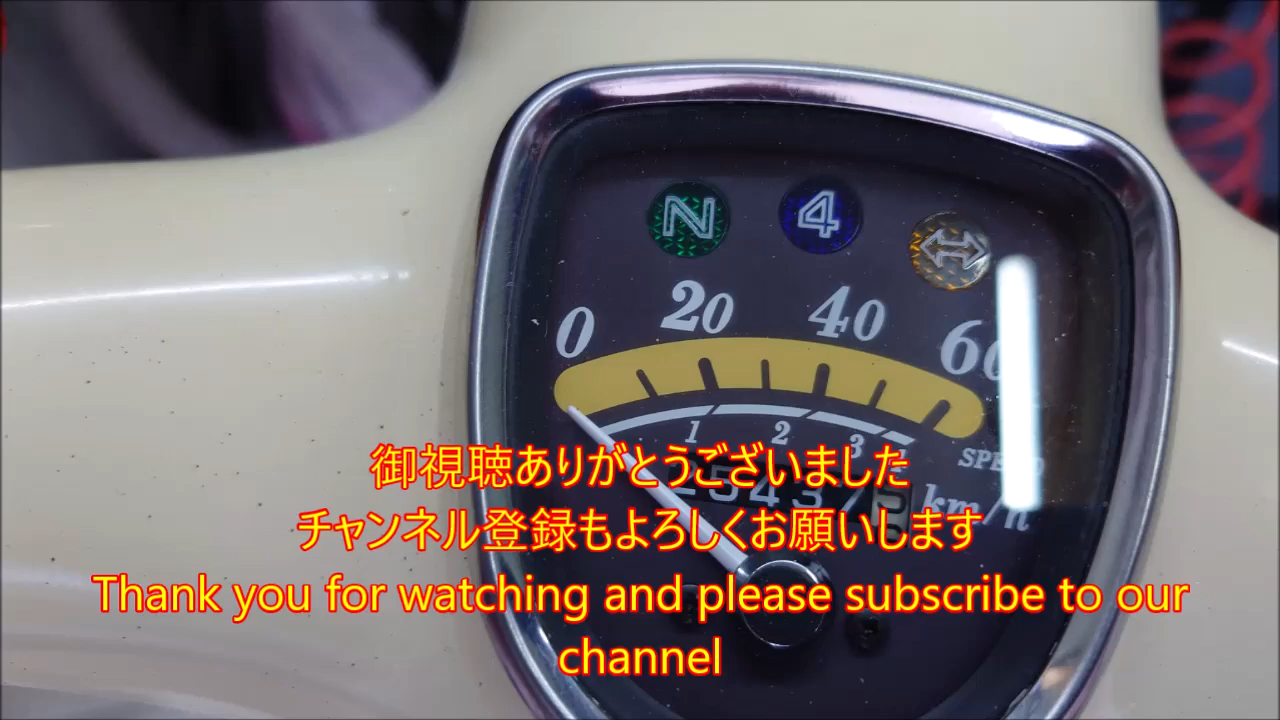 N 4
0 20 40 60
1 2 3
km/h
御視聴ありがとうございました
チャンネル登録もよろしくお願いします
Thank you for watching and please subscribe to our
channel